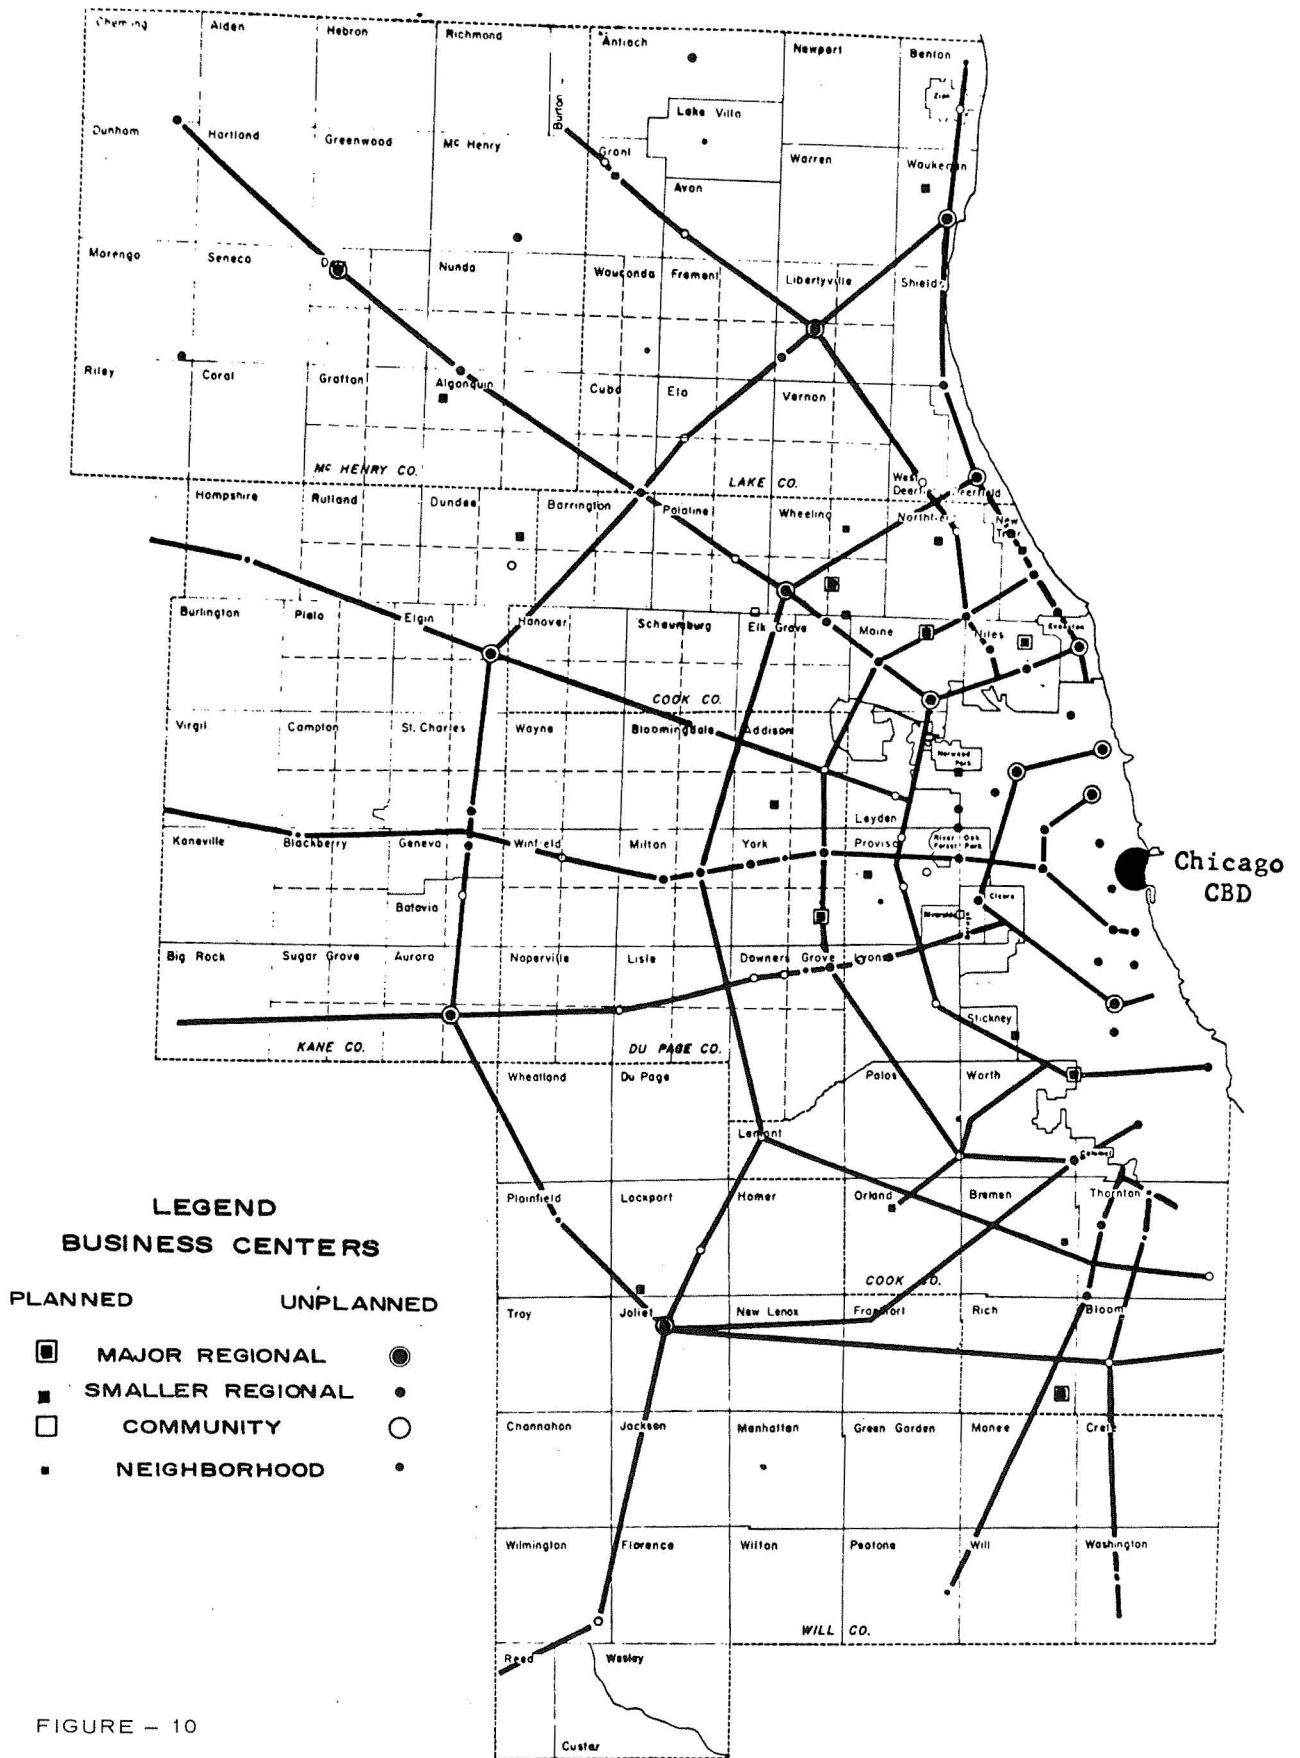 Alden
Hebron
Richmond
Antioch
Newport
Benton
Zion
Burton
Lake Villa
Dunham
Hartland
Greenwood
Mc Henry
Grant
Warren
Waukegan
Avon
Marengo
Seneca
Nunda
Wauconda
Fremont
Libertyville
Shields
Riley
Coral
Grafton
Algonquin
Cuba
Ela
Vernon
Mc HENRY CO.
LAKE CO.
West
Deerfield
Deerfield
Hampshire
Rutland
Dundee
Barrington
Palatine
Wheeling
Northfield
New
Trier
Burlington
Plato
Elgin
Hanover
Schaumburg
Elk Grove
Maine
Niles
Evanston
COOK CO.
Virgil
Campton
St. Charles
Wayne
Bloomingdale
Addison
Norwood
Park
Leyden
Kaneville
Blackberry
Geneva
Winfield
Milton
York
Proviso
River
Forest
Oak
Park
Chicago
CBD
Batavia
Riverside
Cicero
Big Rock
Sugar Grove
Aurora
Naperville
Lisle
Downers Grove
Lyons
Stickney
KANE CO.
DU PAGE CO.
Wheatland
Du Page
Palos
Worth
Lemont
Calumet
Plainfield
Lockport
Homer
Orland
Bremen
Thornton
LEGEND
BUSINESS CENTERS
COOK CO.
PLANNED
UNPLANNED
Troy
Joliet
New Lenox
Frankfort
Rich
Bloom
MAJOR REGIONAL
SMALLER REGIONAL
COMMUNITY
NEIGHBORHOOD
Channahon
Jackson
Manhattan
Green Garden
Monee
Crete
Wilmington
Florence
Wilton
Peotone
Will
Washington
WILL CO.
Reed
Wesley
FIGURE – 10
Custer